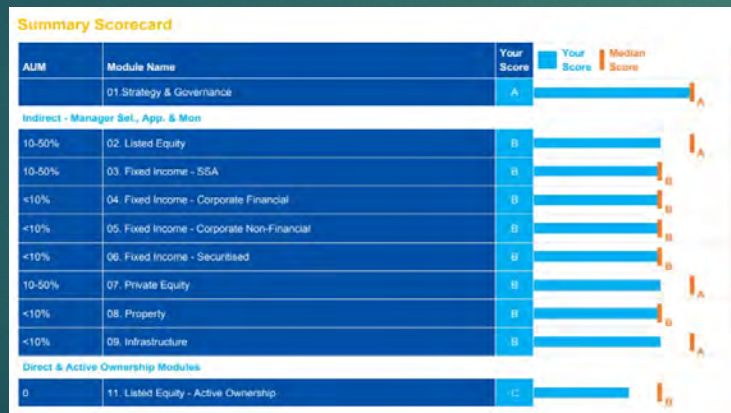 Summary Scorecard
AUM Module Name Your Score Your Score Median Score
01.Strategy & Governance A A
Indirect - Manager Sel., App. & Mon
10-50% 02. Listed Equity B A
10-50% 03. Fixed Income - SSA B B
<10% 04. Fixed Income - Corporate Financial B B
<10% 05. Fixed Income - Corporate Non-Financial B B
<10% 06. Fixed Income - Securitised B B
10-50% 07. Private Equity B A
<10% 08. Property B B
<10% 09. Infrastructure B A
Direct & Active Ownership Modules
0 11. Listed Equity - Active Ownership C B